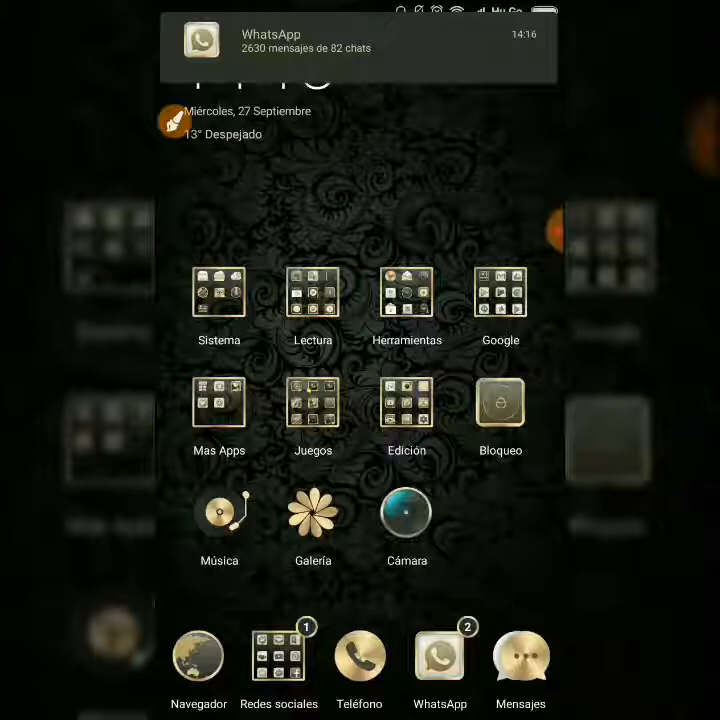 WhatsApp
14:16
2630 mensajes de 82 chats
Miércoles, 27 Septiembre
13° Despejado
Sistema
Lectura
Herramientas
Google
Mas Apps
Juegos
Edición
Bloqueo
Música
Galería
Cámara
1
2
Navegador
Redes sociales
Teléfono
WhatsApp
Mensajes